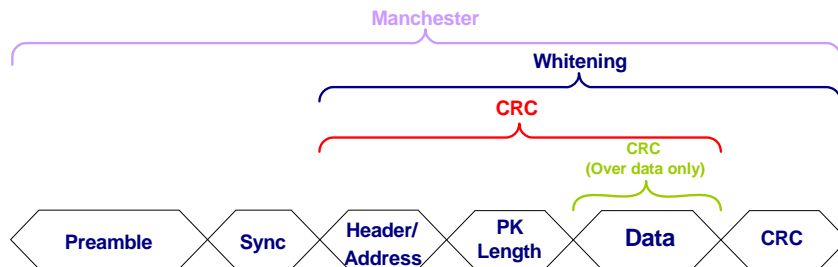 Manchester
Whitening
CRC
CRC
(Over data only)
Preamble
Sync
Header/
Address
PK
Length
Data
CRC